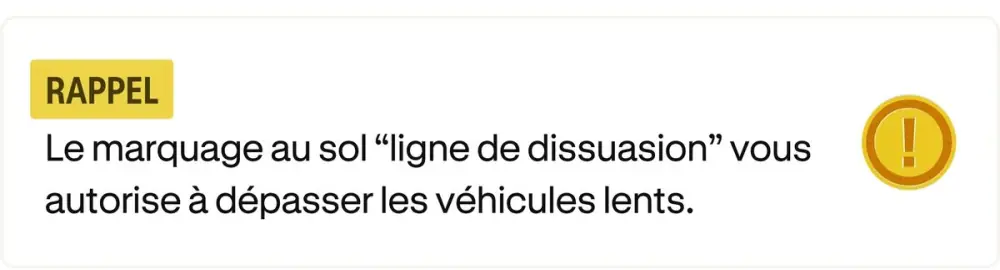 RAPPEL
Le marquage au sol “ligne de dissuasion” vous
autorise à dépasser les véhicules lents.